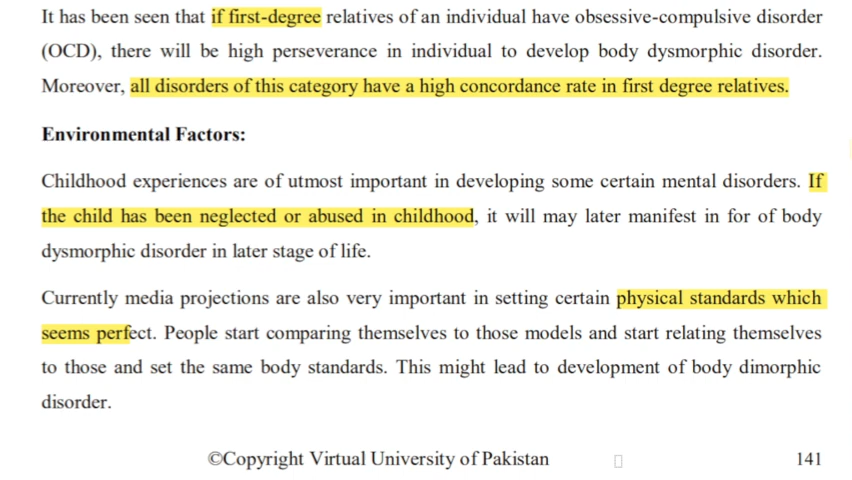 It has been seen that if first-degree relatives of an individual have obsessive-compulsive disorder
(OCD), there will be high perseverance in individual to develop body dysmorphic disorder.
Moreover, all disorders of this category have a high concordance rate in first degree relatives.
Environmental Factors:
Childhood experiences are of utmost important in developing some certain mental disorders. If
the child has been neglected or abused in childhood, it will may later manifest in for of body
dysmorphic disorder in later stage of life.
Currently media projections are also very important in setting certain physical standards which
seems perfect. People start comparing themselves to those models and start relating themselves
to those and set the same body standards. This might lead to development of body dimorphic
disorder.
©Copyright Virtual University of Pakistan 141